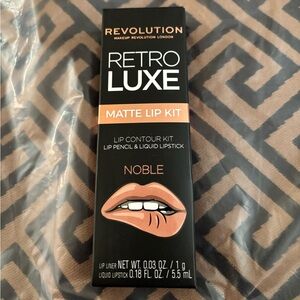 REVOLUTION
MAKEUP REVOLUTION LONDON
RETRO
LUXE
MATTE LIP KIT
LIP CONTOUR KIT
LIP PENCIL & LIQUID LIPSTICK
NOBLE
LIP LINER NET WT. 0.03 OZ. / 1 g
LIQUID LIPSTICK 0.18 FL. OZ. / 5.5 mL